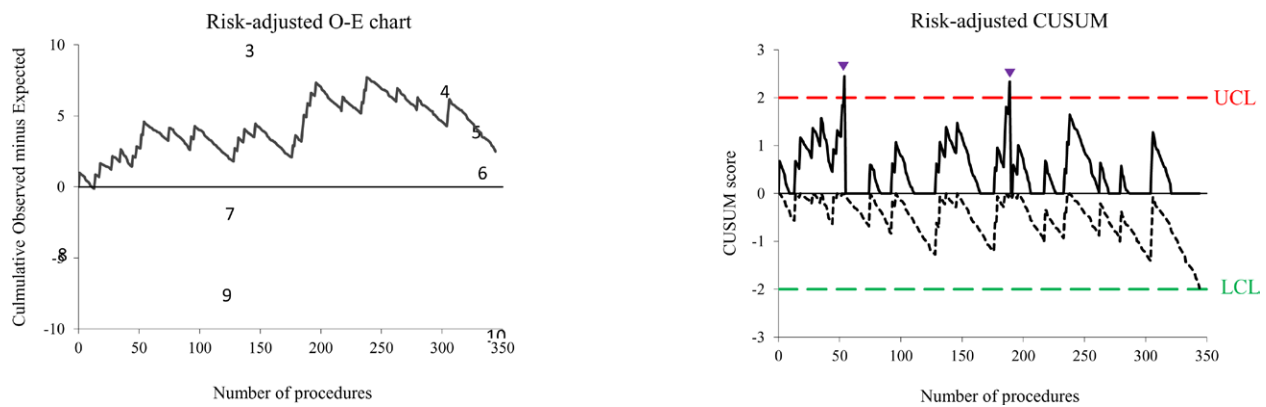 Risk-adjusted O-E chart
Culmulative Observed minus Expected
10
5
0
-5
-10
3
4
5
6
7
8
9
10
0 50 100 150 200 250 300 350
Number of procedures
Risk-adjusted CUSUM
CUSUM score
3
2
1
0
-1
-2
-3
UCL
LCL
0 50 100 150 200 250 300 350
Number of procedures